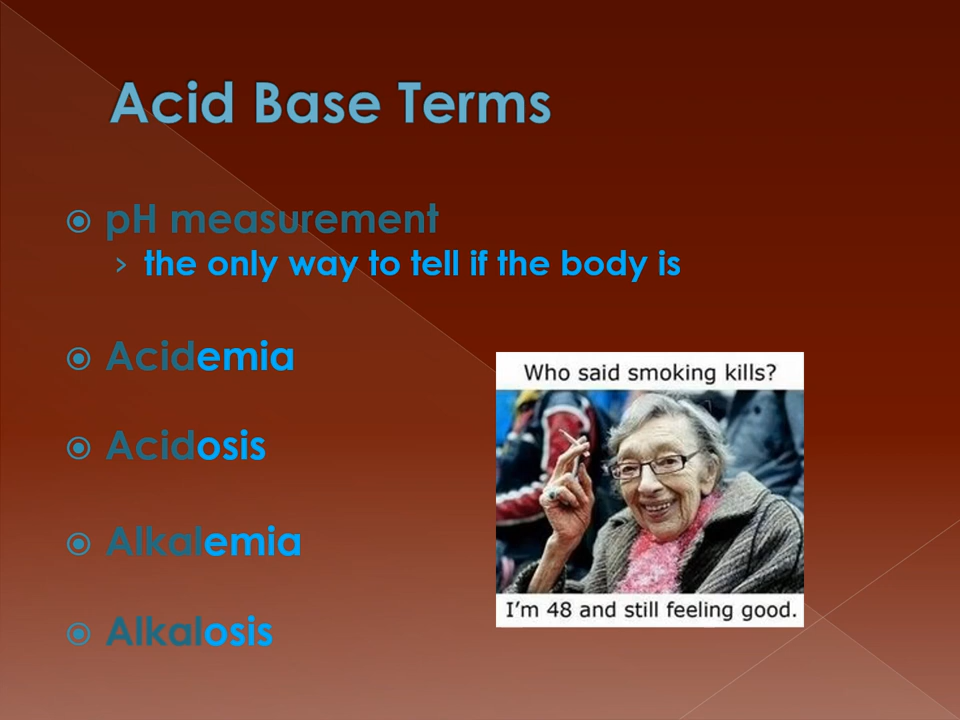 Acid Base Terms
pH measurement
the only way to tell if the body is
Acidemia
Acidosis
Alkalemia
Alkalosis
Who said smoking kills?
I'm 48 and still feeling good.